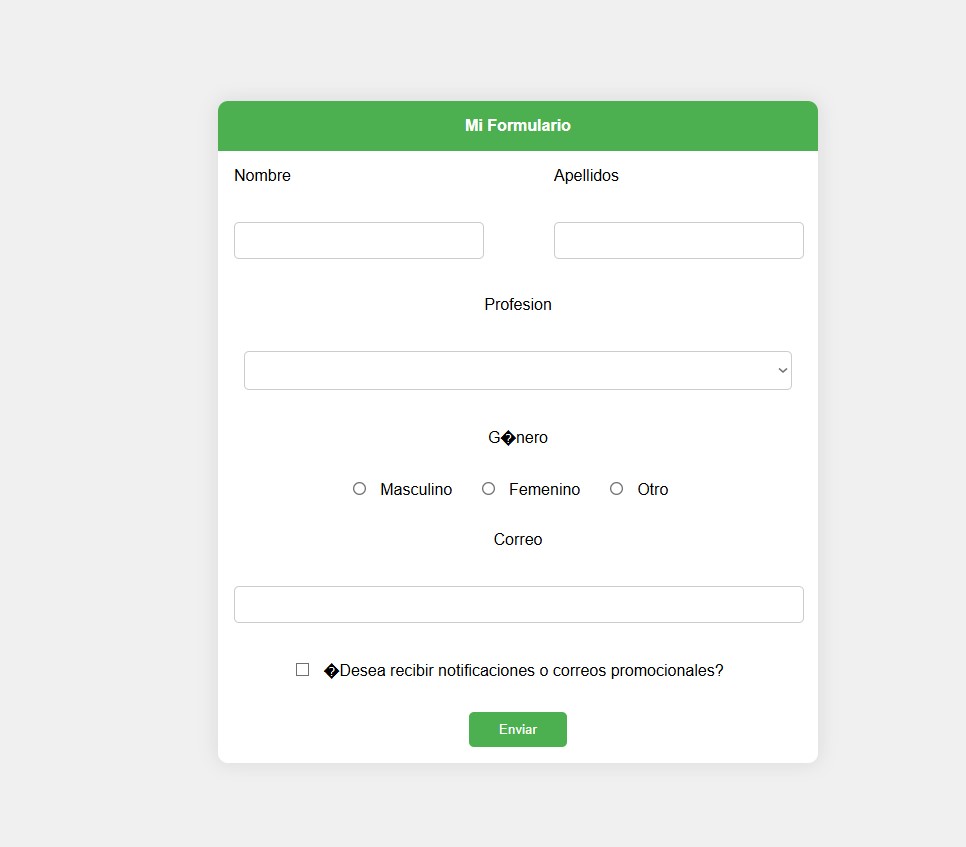 Mi Formulario
Nombre Apellidos
Profesion
G�nero
Masculino Femenino Otro
Correo
�Desea recibir notificaciones o correos promocionales?
Enviar